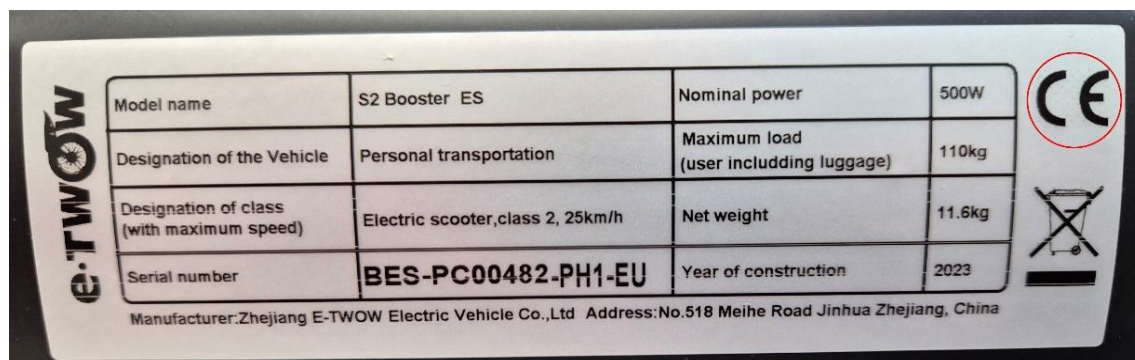 e-TWOW
Model name S2 Booster ES Nominal power 500W
Designation of the Vehicle Personal transportation Maximum load (user includding luggage) 110kg
Designation of class (with maximum speed) Electric scooter,class 2, 25km/h Net weight 11.6kg
Serial number BES-PC00482-PH1-EU Year of construction 2023
Manufacturer:Zhejiang E-TWOW Electric Vehicle Co.,Ltd Address:No.518 Meihe Road Jinhua Zhejiang, China
CE